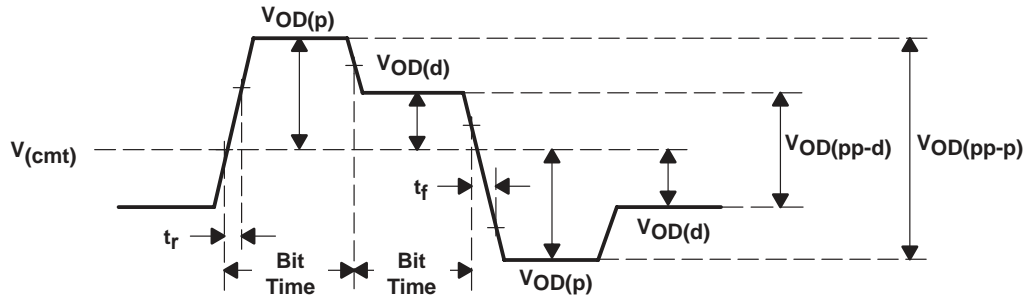 VOD(p)
VOD(d)
V(cmt)
VOD(pp-d)
VOD(pp-p)
tf
tr
VOD(d)
Bit
Time
Bit
Time
VOD(p)